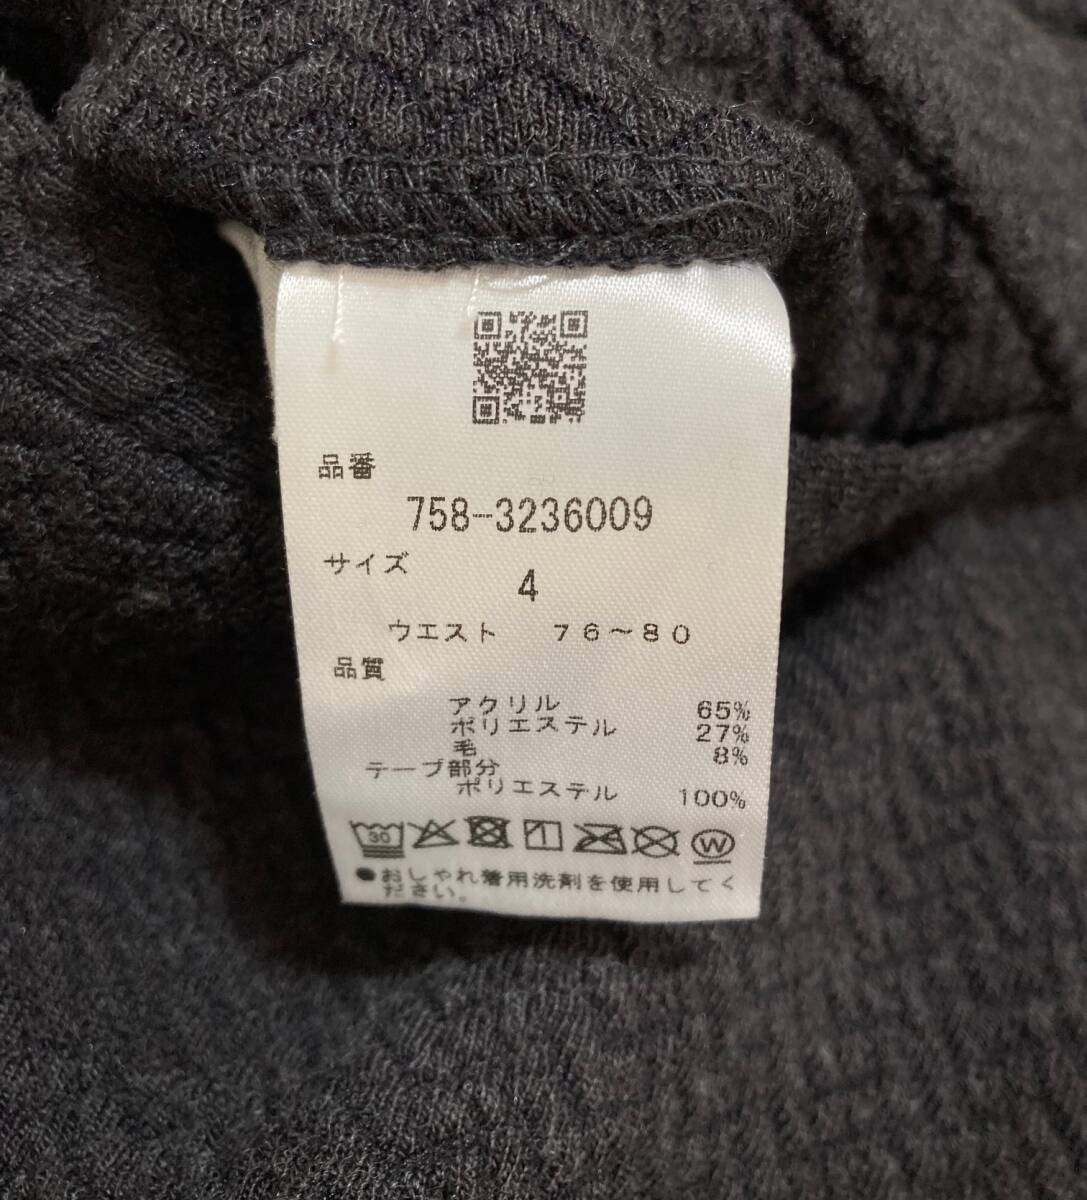 品番
758-3236009
サイズ
4
ウエスト 76~80
品質
アクリル 65%
ポリエステル 27%
毛 8%
テープ部分
ポリエステル 100%
30
W
●おしゃれ着用洗剤を使用してく
ださい。